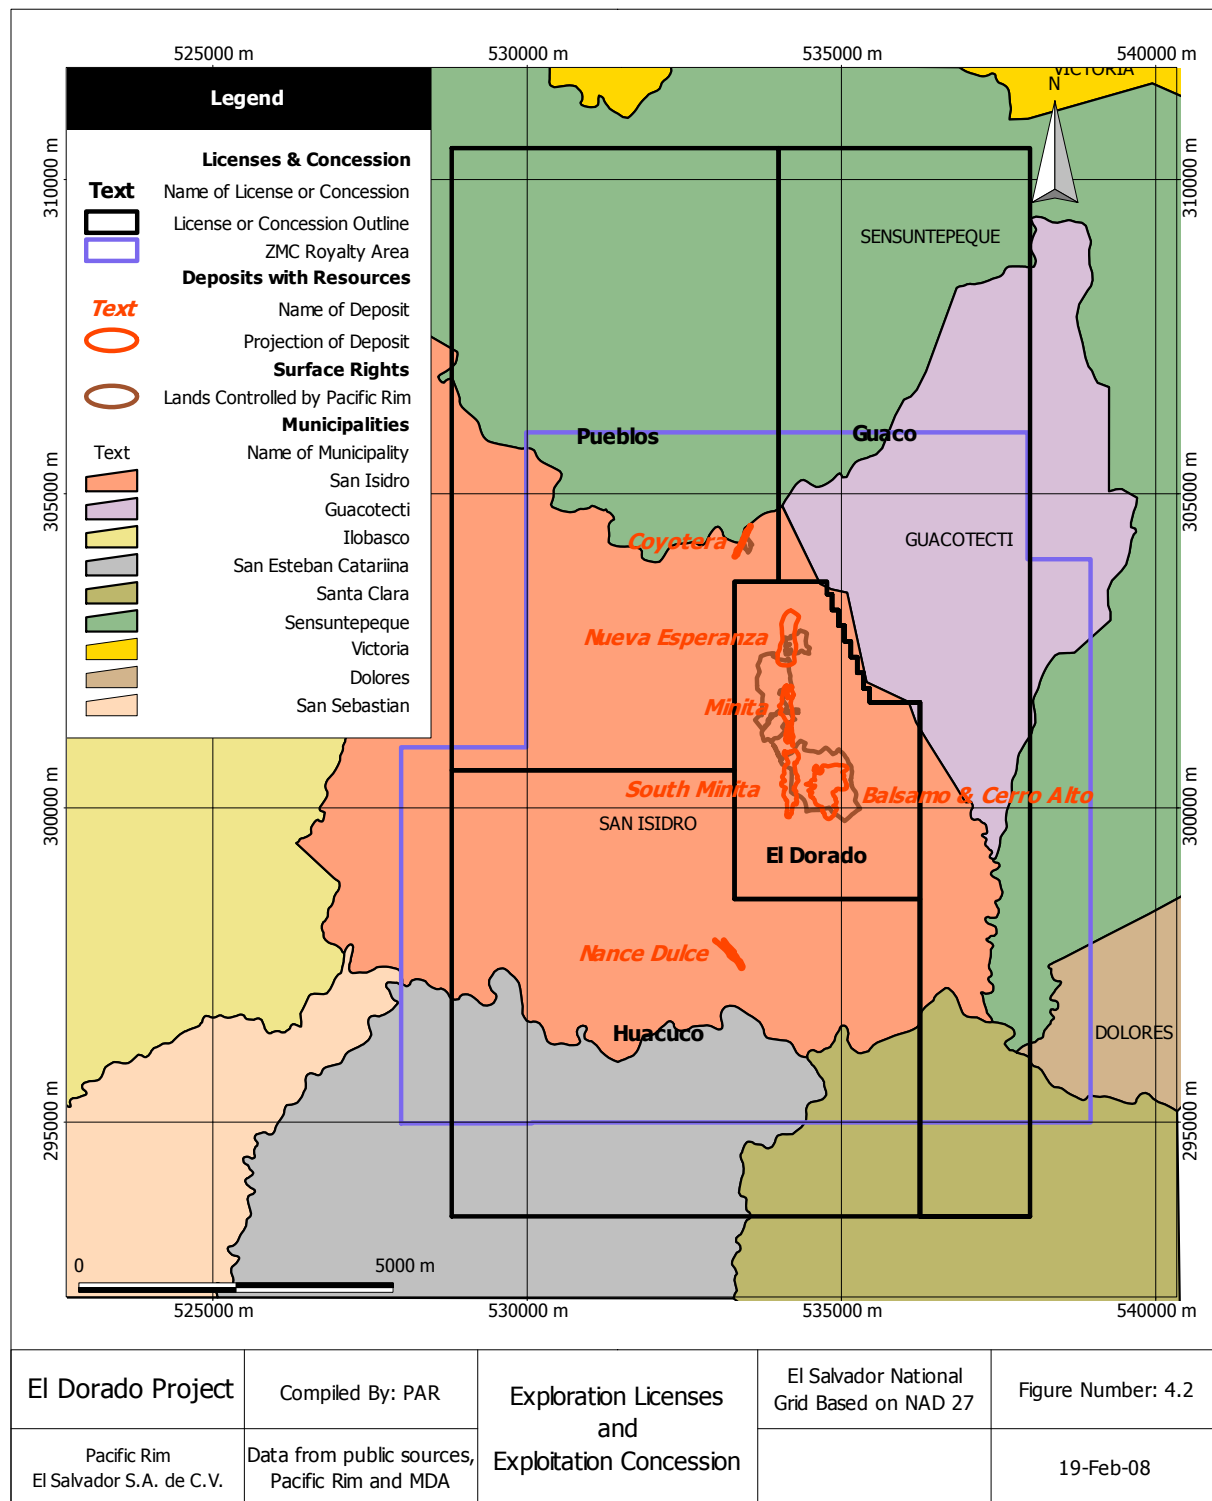 525000 m
530000 m
535000 m
540000 m
Legend
Licenses & Concession
Text Name of License or Concession
License or Concession Outline
ZMC Royalty Area
Deposits with Resources
Text Name of Deposit
Projection of Deposit
Surface Rights
Lands Controlled by Pacific Rim
Municipalities
Text Name of Municipality
San Isidro
Guacotecti
Ilobasco
San Esteban Catariina
Santa Clara
Sensuntepeque
Victoria
Dolores
San Sebastian
VICTORIA
N
310000 m
310000 m
SENSUNTEPEQUE
Pueblos
Guaco
305000 m
305000 m
Coyotera
GUACOTECTI
Nueva Esperanza
Minita
South Minita
Balsamo & Cerro Alto
300000 m
300000 m
SAN ISIDRO
El Dorado
Nance Dulce
Huacuco
DOLORES
295000 m
295000 m
0
5000 m
525000 m
530000 m
535000 m
540000 m
El Dorado Project
Compiled By: PAR
Exploration Licenses
and
Exploitation Concession
El Salvador National
Grid Based on NAD 27
Figure Number: 4.2
Pacific Rim
El Salvador S.A. de C.V.
Data from public sources,
Pacific Rim and MDA
19-Feb-08